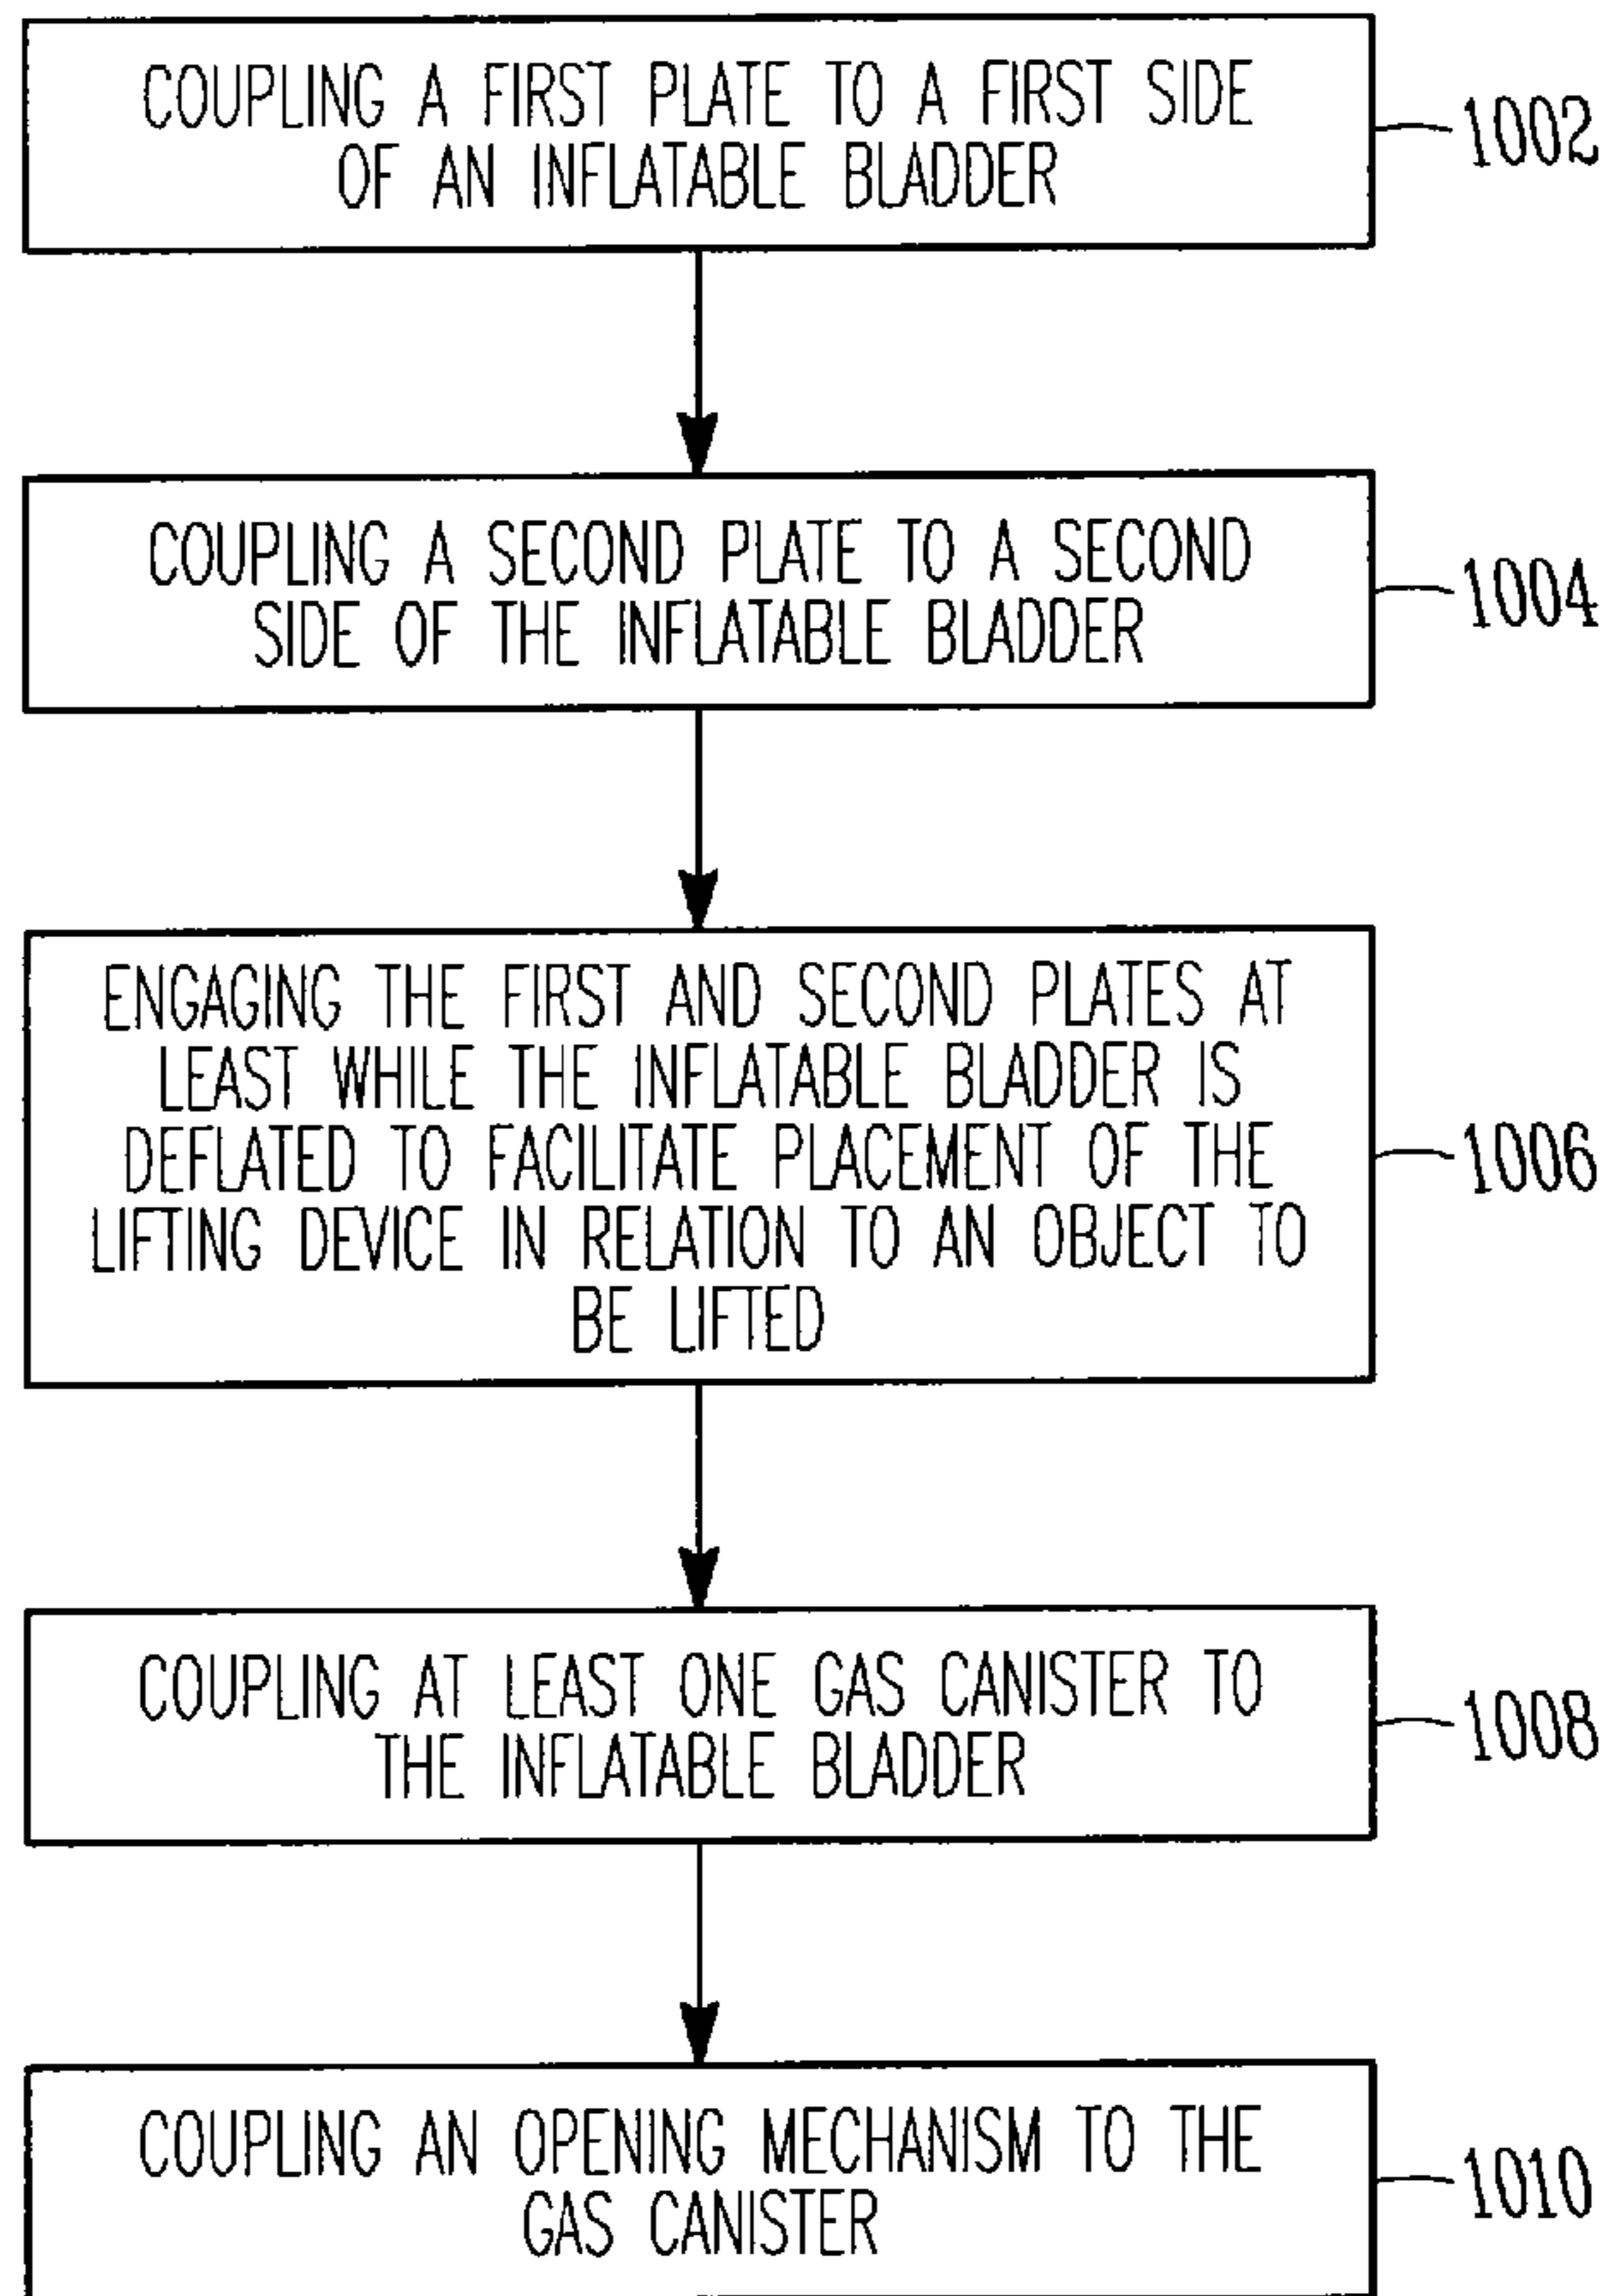 COUPLING A FIRST PLATE TO A FIRST SIDE
OF AN INFLATABLE BLADDER
1002
COUPLING A SECOND PLATE TO A SECOND
SIDE OF THE INFLATABLE BLADDER
1004
ENGAGING THE FIRST AND SECOND PLATES AT
LEAST WHILE THE INFLATABLE BLADDER IS
DEFLATED TO FACILITATE PLACEMENT OF THE
LIFTING DEVICE IN RELATION TO AN OBJECT TO
BE LIFTED
1006
COUPLING AT LEAST ONE GAS CANISTER TO
THE INFLATABLE BLADDER
1008
COUPLING AN OPENING MECHANISM TO THE
GAS CANISTER
1010